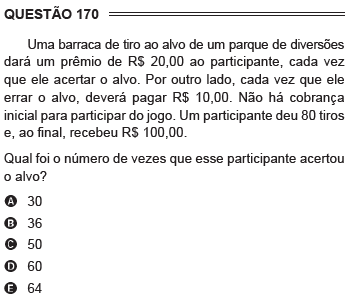 QUESTÃO 170
Uma barraca de tiro ao alvo de um parque de diversões
dará um prêmio de R$ 20,00 ao participante, cada vez
que ele acertar o alvo. Por outro lado, cada vez que ele
errar o alvo, deverá pagar R$ 10,00. Não há cobrança
inicial para participar do jogo. Um participante deu 80 tiros
e, ao final, recebeu R$ 100,00.
Qual foi o número de vezes que esse participante acertou
o alvo?
A 30
B 36
C 50
D 60
E 64